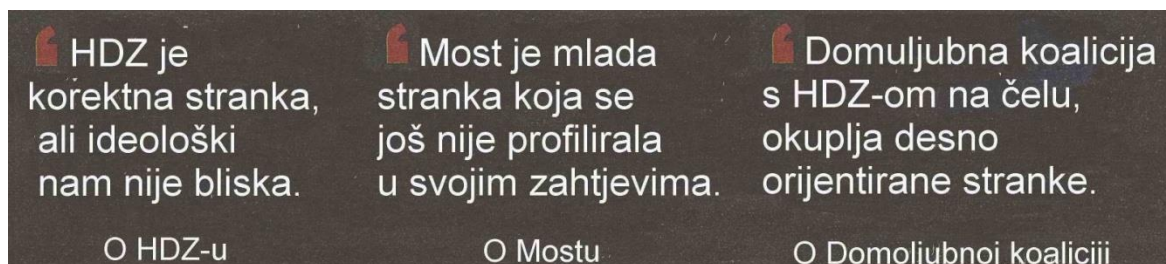 HDZ je
korektna stranka,
ali ideološki
nam nije bliska.
O HDZ-u
Most je mlada
stranka koja se
još nije profilirala
u svojim zahtjevima.
O Mostu
Domuljubna koalicija
s HDZ-om na čelu,
okuplja desno
orijentirane stranke.
O Domoljubnoj koaliciji